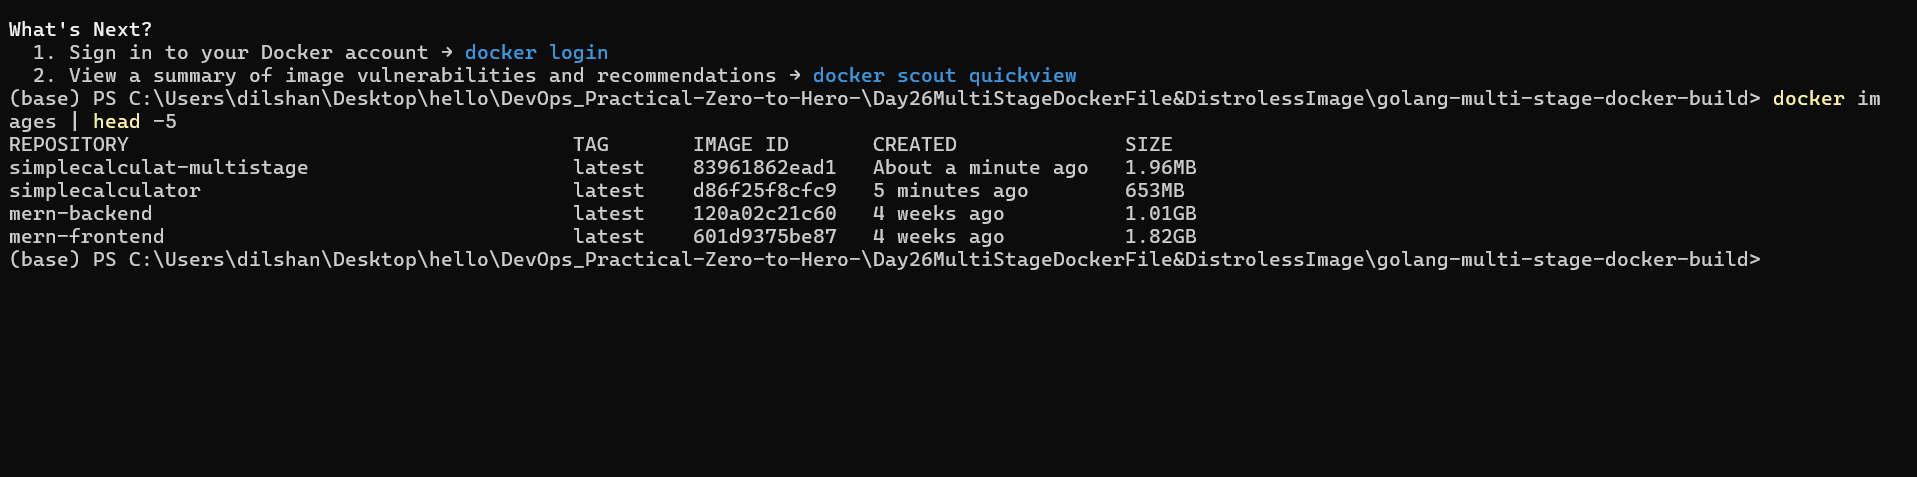 What's Next?
  1. Sign in to your Docker account → docker login
  2. View a summary of image vulnerabilities and recommendations → docker scout quickview
(base) PS C:\Users\dilshan\Desktop\hello\DevOps_Practical-Zero-to-Hero-\Day26MultiStageDockerFile&DistrolessImage\golang-multi-stage-docker-build> docker im
ages | head -5
REPOSITORY                                     TAG       IMAGE ID       CREATED              SIZE
simplecalculat-multistage                      latest    83961862ead1   About a minute ago   1.96MB
simplecalculator                               latest    d86f25f8cfc9   5 minutes ago        653MB
mern-backend                                   latest    120a02c21c60   4 weeks ago          1.01GB
mern-frontend                                  latest    601d9375be87   4 weeks ago          1.82GB
(base) PS C:\Users\dilshan\Desktop\hello\DevOps_Practical-Zero-to-Hero-\Day26MultiStageDockerFile&DistrolessImage\golang-multi-stage-docker-build>